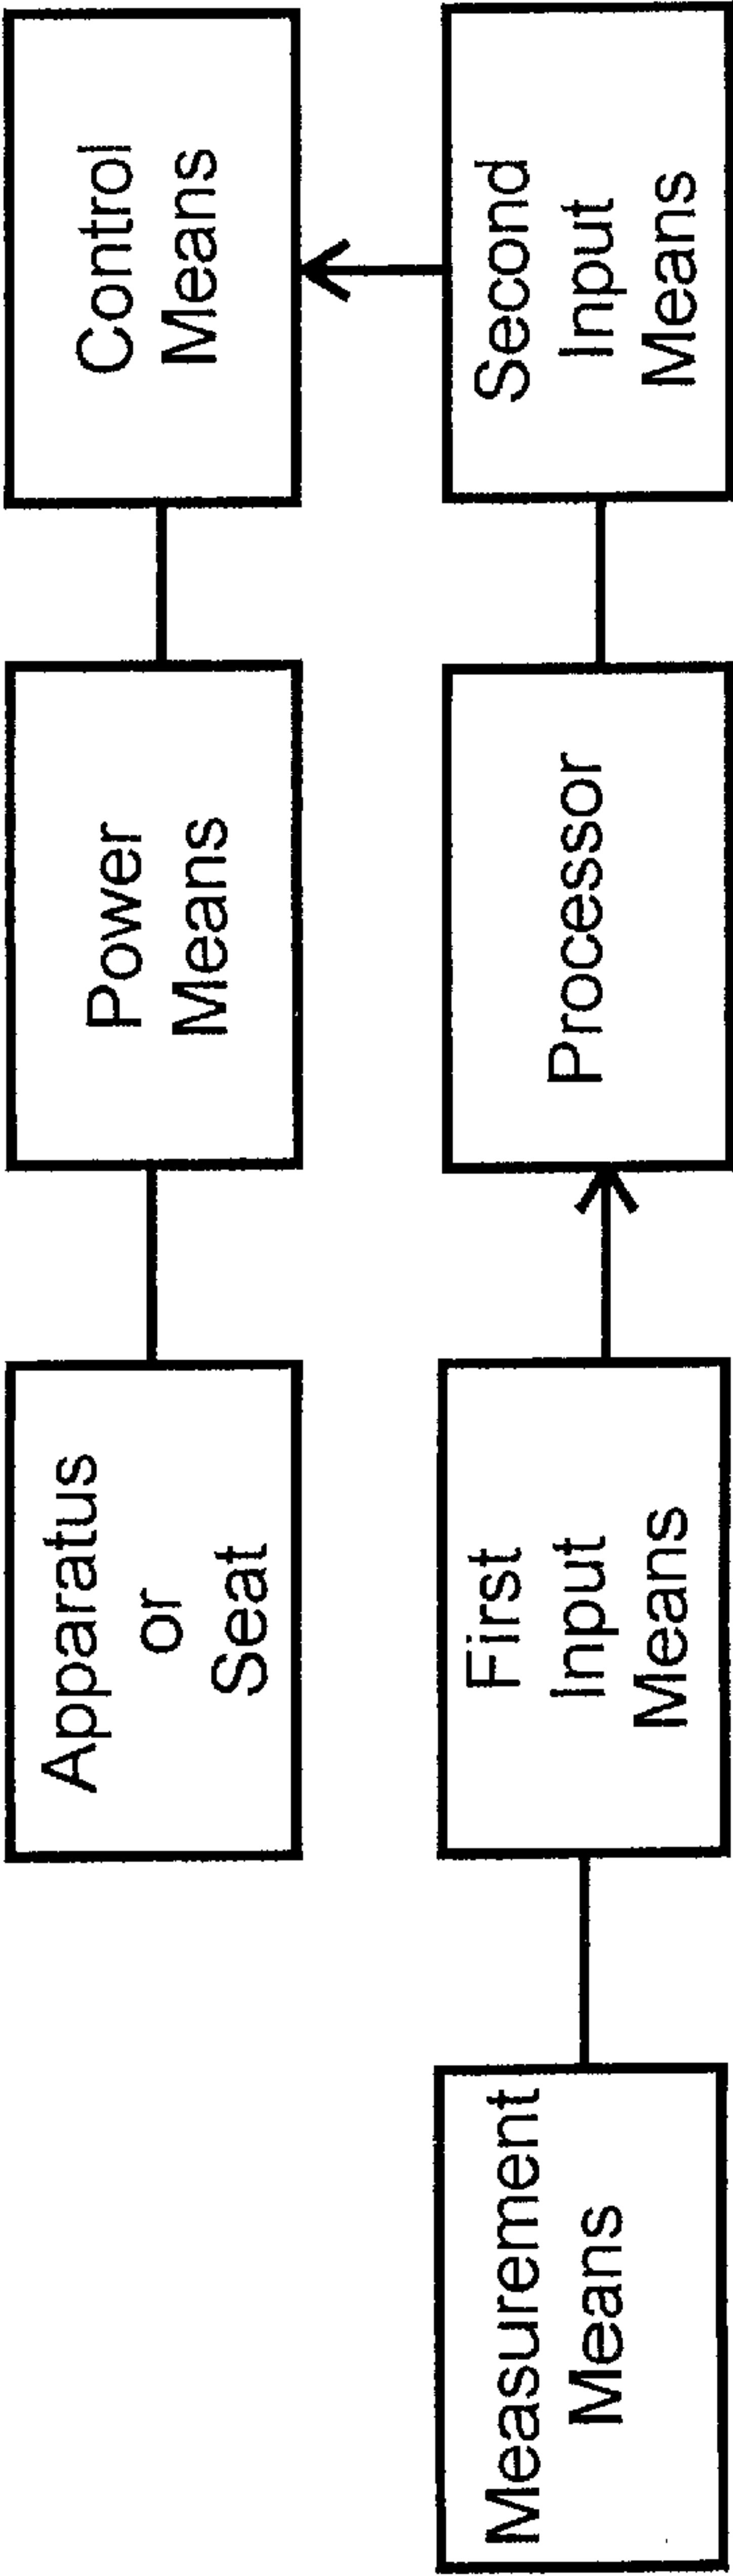 Apparatus
or
Seat
Power
Means
Control
Means
Measurement
Means
First
Input
Means
Processor
Second
Input
Means